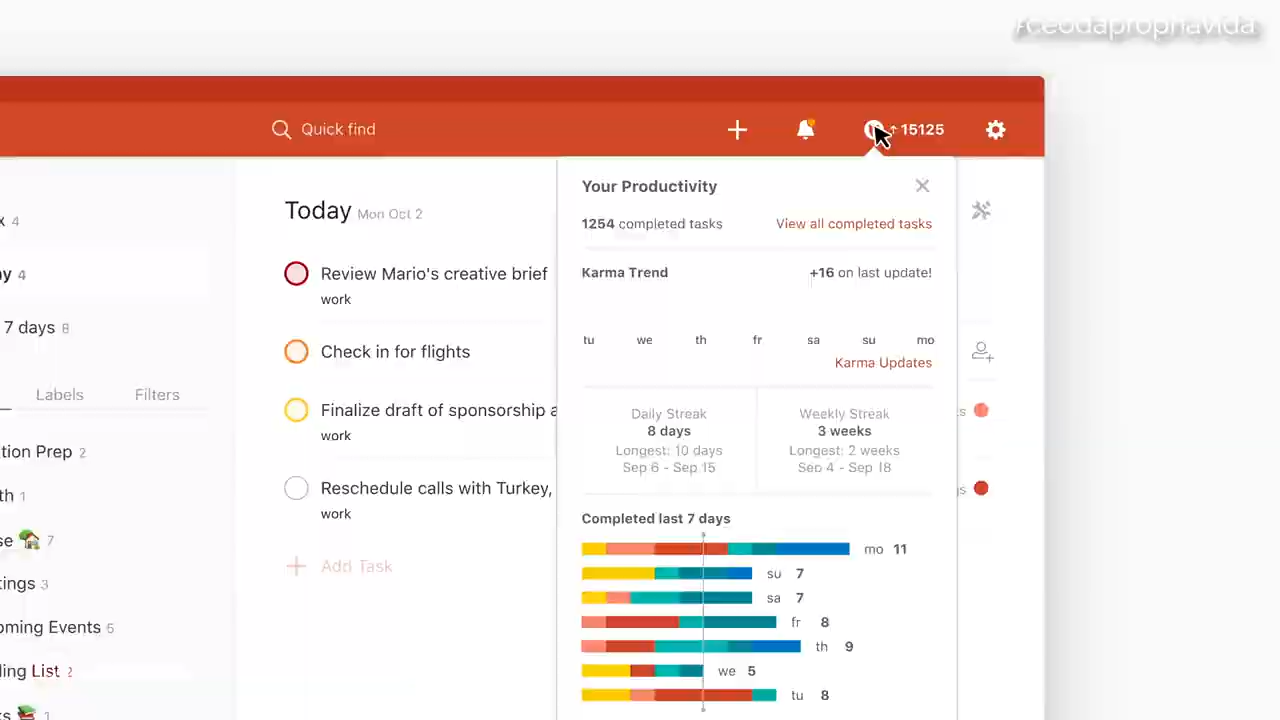 #ceodapropriavida
Quick find
15125
Your Productivity
1254 completed tasks
View all completed tasks
Karma Trend
+16 on last update!
tu we th fr sa su mo
Karma Updates
Daily Streak
8 days
Longest: 10 days
Sep 6 - Sep 15
Weekly Streak
3 weeks
Longest: 2 weeks
Sep 4 - Sep 18
Completed last 7 days
mo 11
su 7
sa 7
fr 8
th 9
we 5
tu 8
Today Mon Oct 2
Review Mario's creative brief
work
Check in for flights
Finalize draft of sponsorship a
work
Reschedule calls with Turkey,
work
Add Task
x 4
y 4
7 days 8
Labels
Filters
tion Prep 2
th 1
se 7
tings 3
oming Events 5
ding List 2
ks 1
s
gs